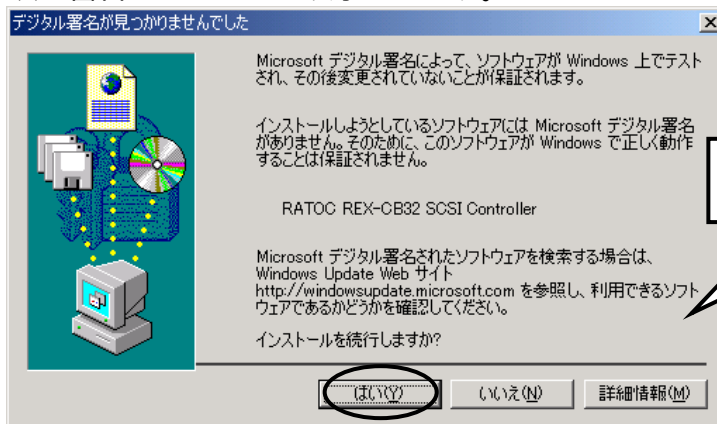 デジタル署名が見つかりませんでした
Microsoft デジタル署名によって、ソフトウェアが Windows 上でテスト
され、その後変更されていないことが保証されます。
インストールしようとしているソフトウェアには Microsoft デジタル署名
がありません。そのために、このソフトウェアが Windows で正しく動作
することは保証されません。
RATOC REX-CB32 SCSI Controller
Microsoft デジタル署名されたソフトウェアを検索する場合は、
Windows Update Web サイト
http://windowsupdate.microsoft.com を参照し、利用できるソフト
ウェアであるかどうかを確認してください。
インストールを続行しますか?
はい(Y) いいえ(N) 詳細情報(M)